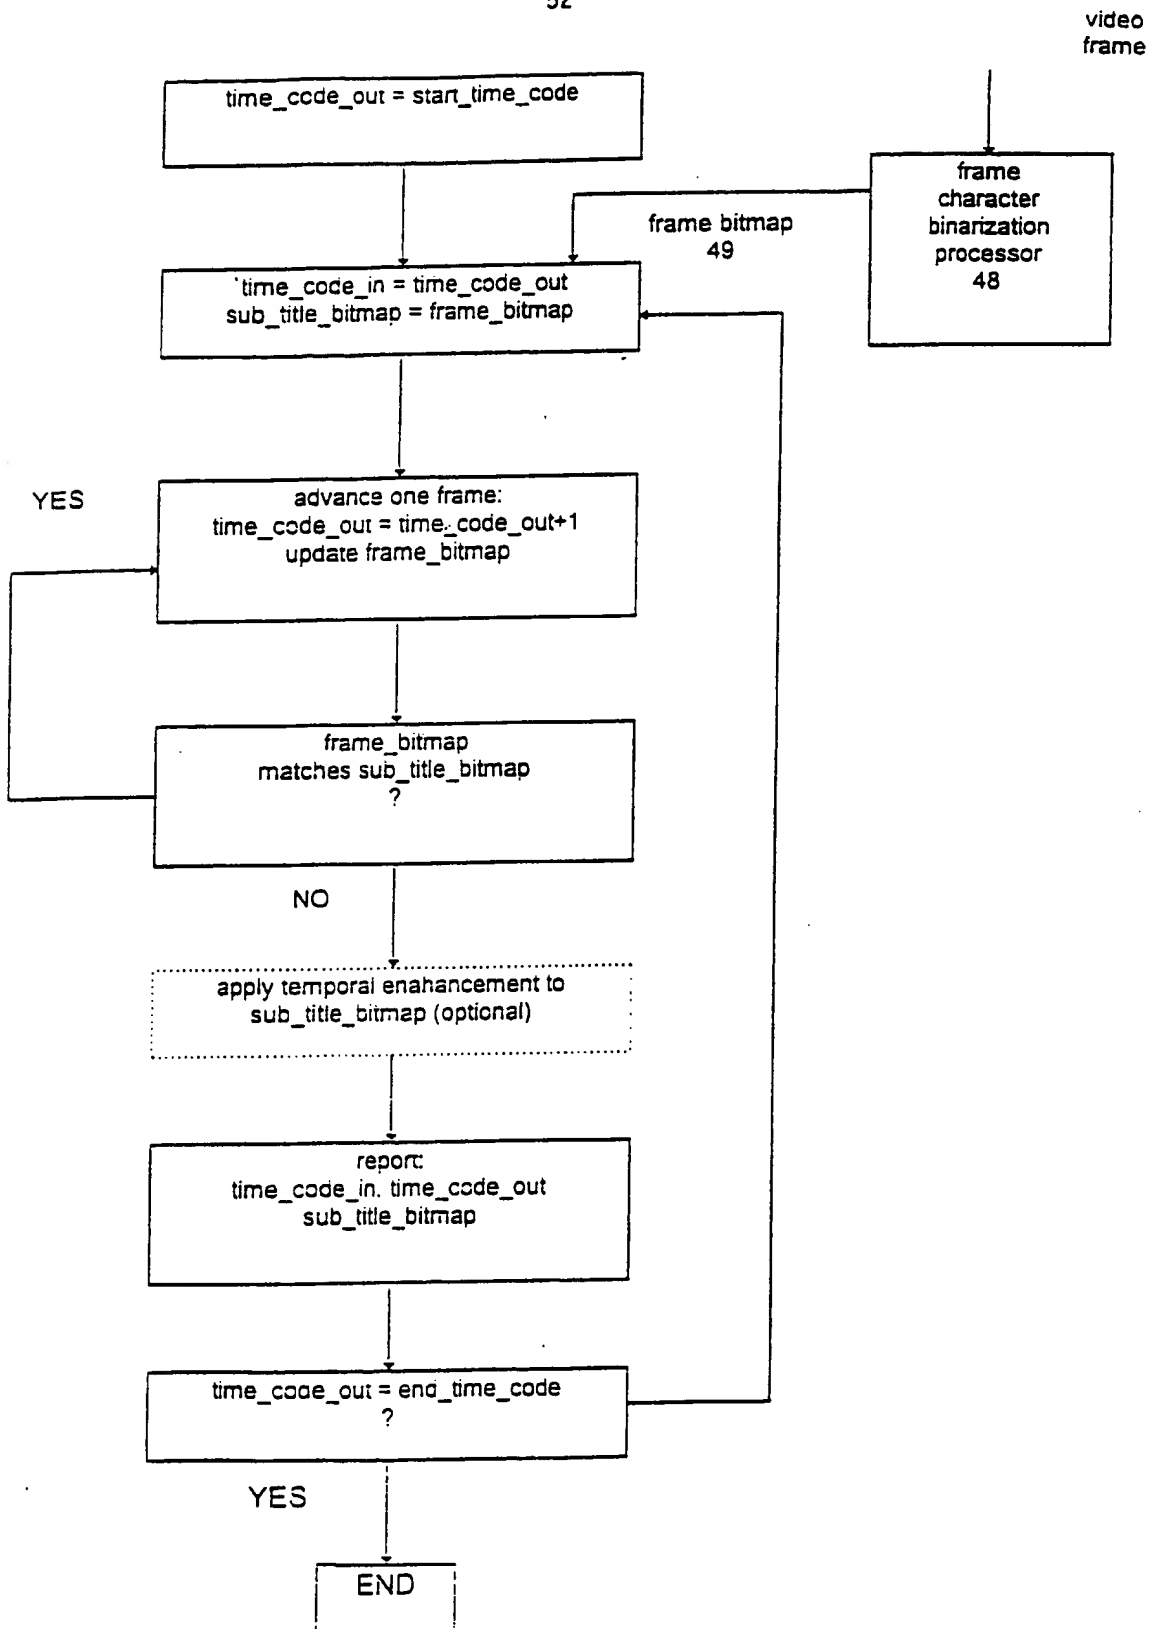 52
video
frame
time_code_out = start_time_code
frame
character
binarization
processor
48
frame bitmap
49
time_code_in = time_code_out
sub_title_bitmap = frame_bitmap
YES
advance one frame:
time_code_out = time_code_out+1
update frame_bitmap
frame_bitmap
matches sub_title_bitmap
?
NO
apply temporal enahancement to
sub_title_bitmap (optional)
report:
time_code_in, time_code_out
sub_title_bitmap
time_code_out = end_time_code
?
YES
END